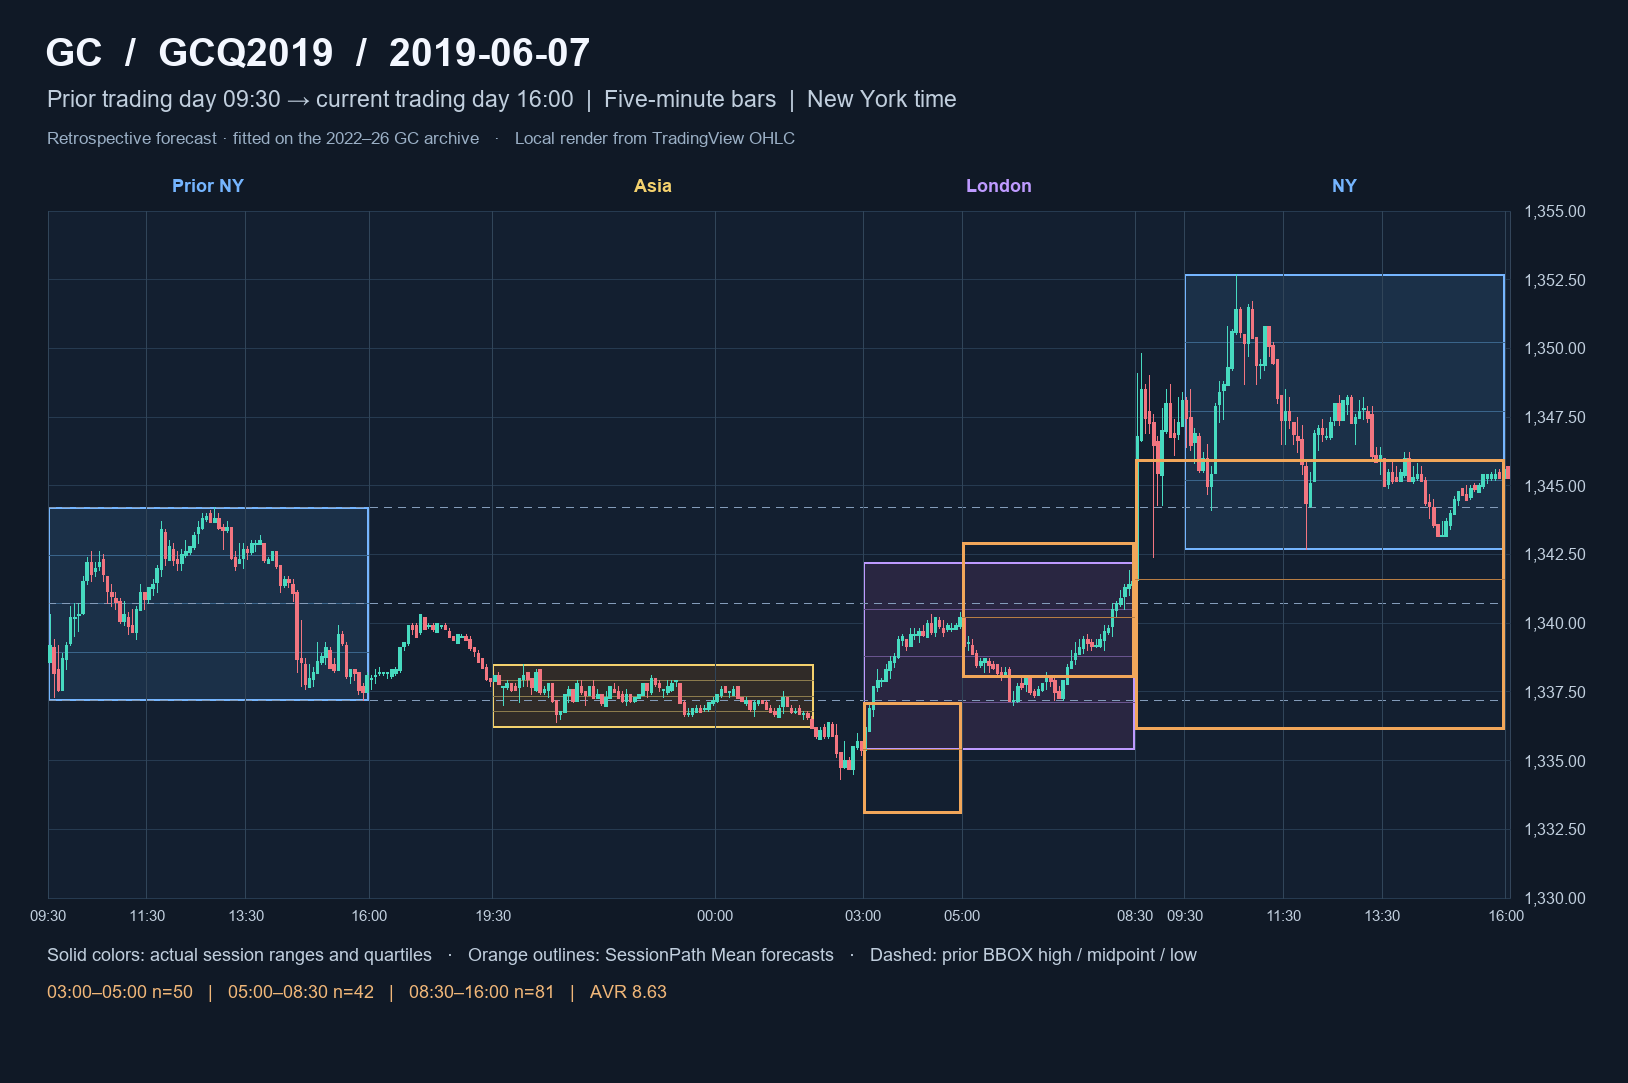 GC / GCQ2019 / 2019-06-07
Prior trading day 09:30 → current trading day 16:00 | Five-minute bars | New York time
Retrospective forecast · fitted on the 2022–26 GC archive · Local render from TradingView OHLC
Prior NY Asia London NY
1,355.00
1,352.50
1,350.00
1,347.50
1,345.00
1,342.50
1,340.00
1,337.50
1,335.00
1,332.50
1,330.00
09:30 11:30 13:30 16:00 19:30 00:00 03:00 05:00 08:30 09:30 11:30 13:30 16:00
Solid colors: actual session ranges and quartiles · Orange outlines: SessionPath Mean forecasts · Dashed: prior BBOX high / midpoint / low
03:00–05:00 n=50 | 05:00–08:30 n=42 | 08:30–16:00 n=81 | AVR 8.63